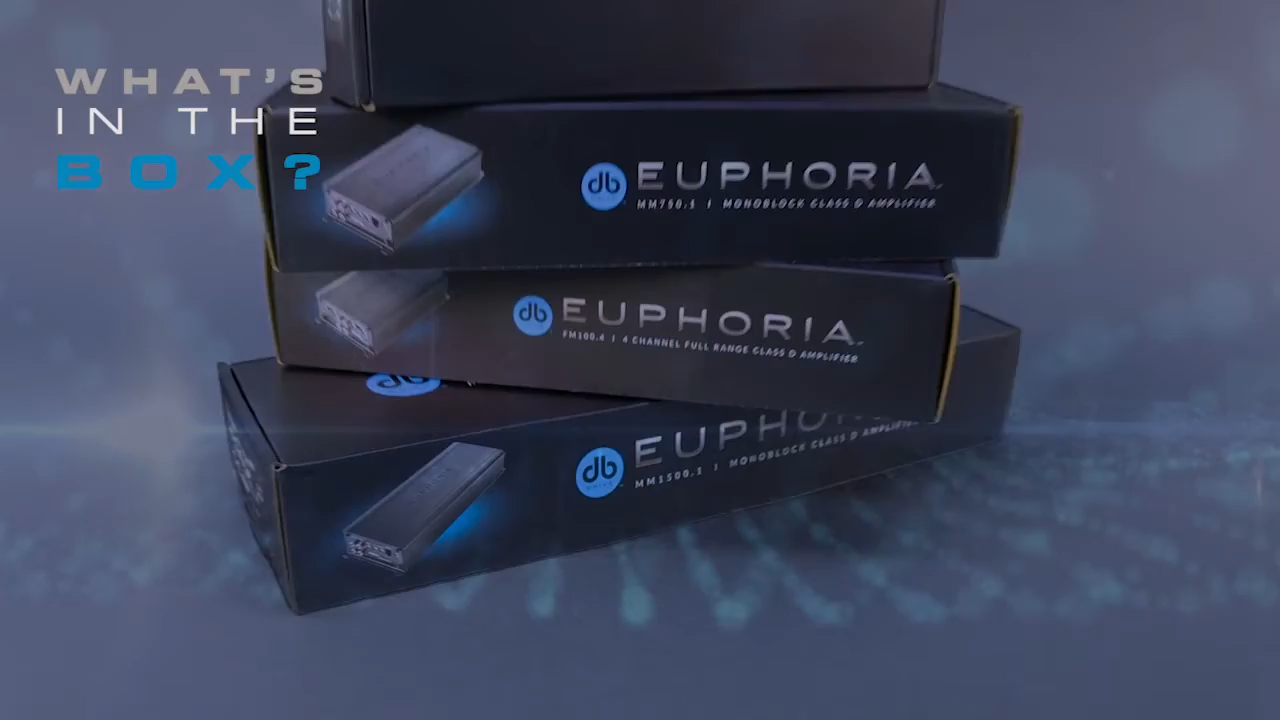 WHAT'S
IN THE
BOX?
db EUPHORIA
MM750.1 | MONOBLOCK CLASS D AMPLIFIER
db EUPHORIA
FM100.4 | 4 CHANNEL FULL RANGE CLASS D AMPLIFIER
db
db EUPHORIA
DRIVE
MM1500.1 | MONOBLOCK CLASS D AMPLIFIER